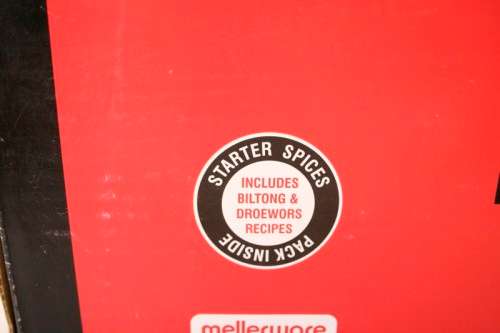 STARTER SPICES
INCLUDES
BILTONG &
DROEWORS
RECIPES
PACK INSIDE
mellerware